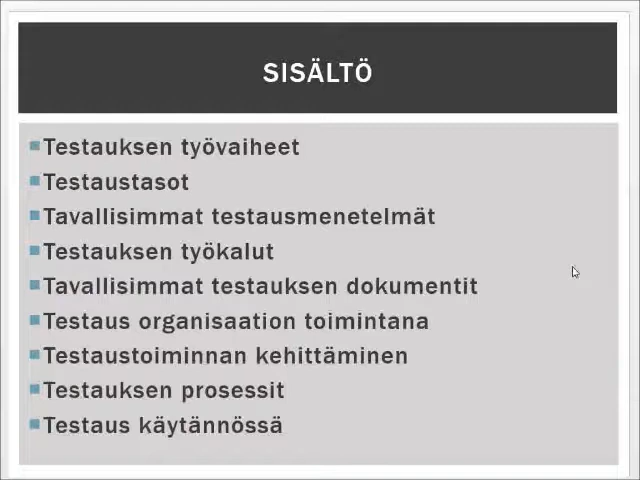 SISÄLTÖ
Testauksen työvaiheet
Testaustasot
Tavallisimmat testausmenetelmät
Testauksen työkalut
Tavallisimmat testauksen dokumentit
Testaus organisaation toimintana
Testaustoiminnan kehittäminen
Testauksen prosessit
Testaus käytännössä